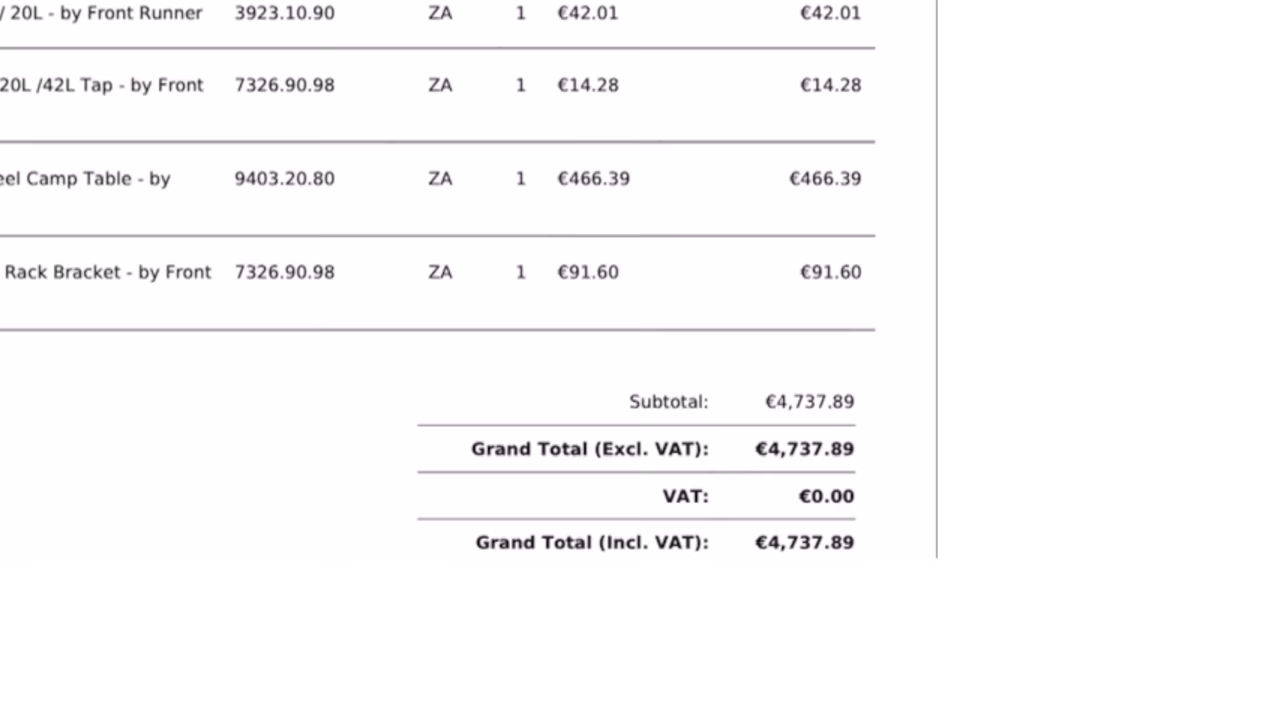 / 20L - by Front Runner 3923.10.90 ZA 1 €42.01 €42.01
20L /42L Tap - by Front 7326.90.98 ZA 1 €14.28 €14.28
eel Camp Table - by 9403.20.80 ZA 1 €466.39 €466.39
Rack Bracket - by Front 7326.90.98 ZA 1 €91.60 €91.60
Subtotal: €4,737.89
Grand Total (Excl. VAT): €4,737.89
VAT: €0.00
Grand Total (Incl. VAT): €4,737.89